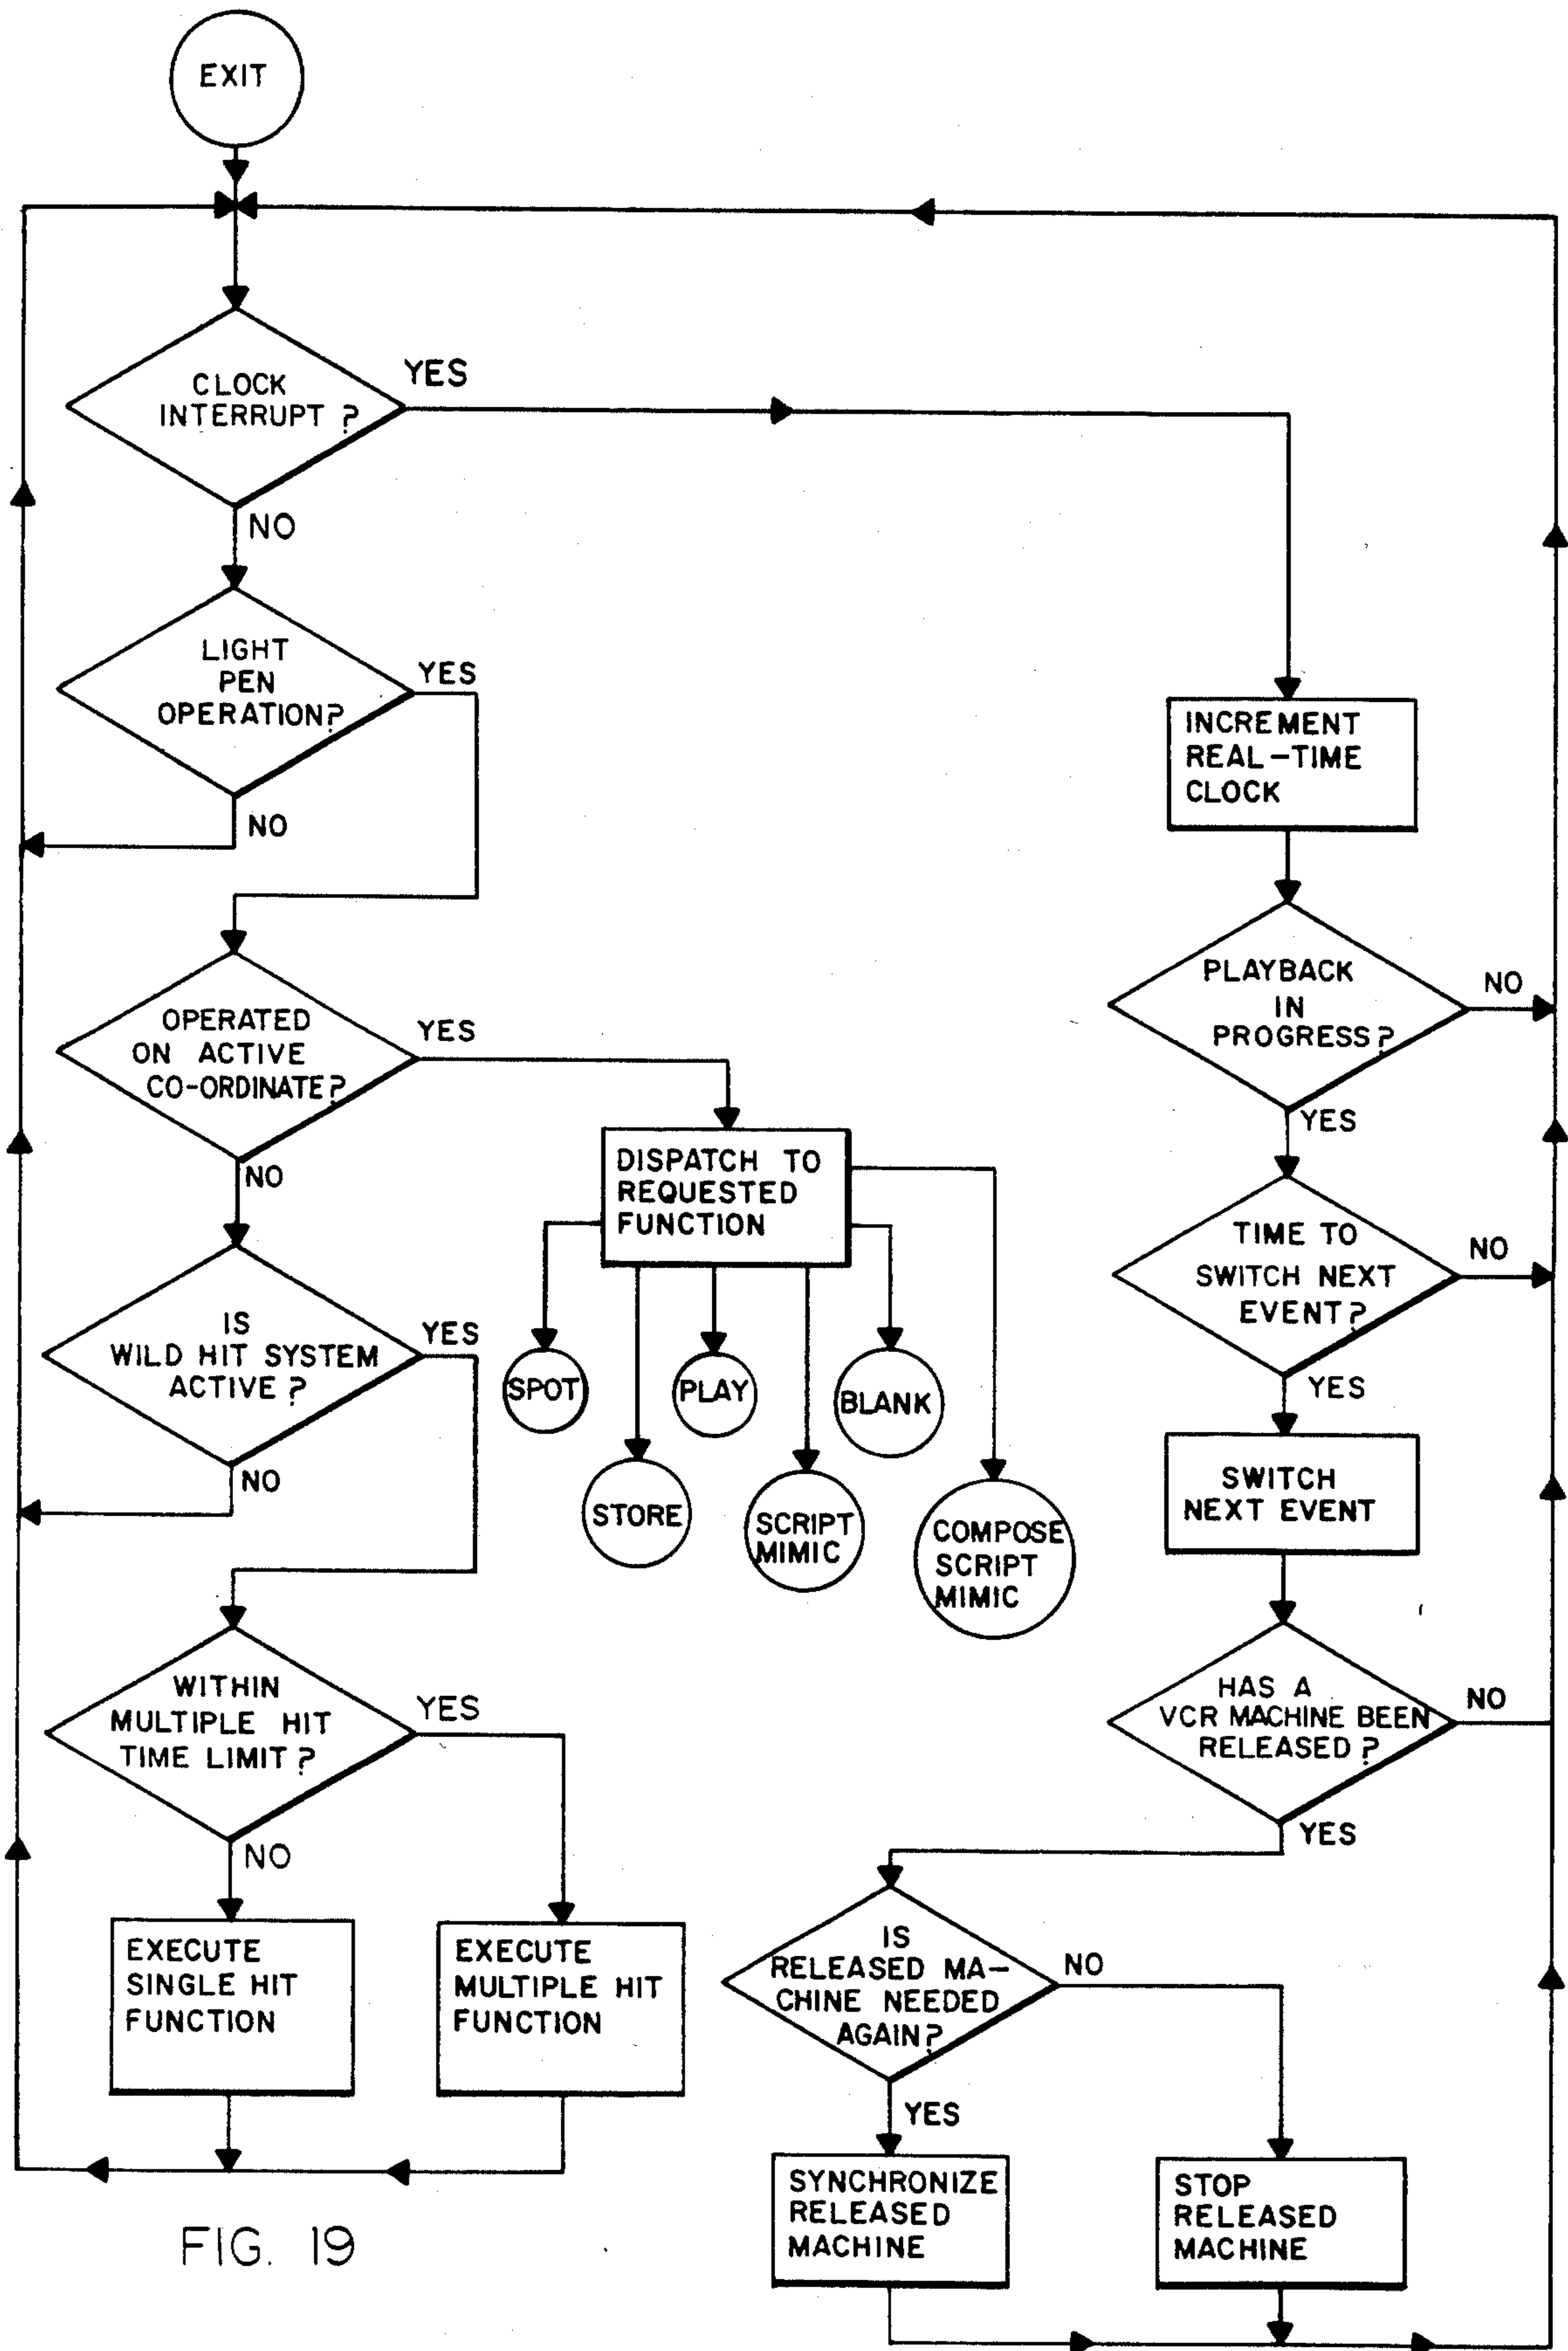 EXIT
CLOCK
INTERRUPT ?
YES
NO
LIGHT
PEN
OPERATION?
YES
NO
OPERATED
ON ACTIVE
CO-ORDINATE?
YES
NO
IS
WILD HIT SYSTEM
ACTIVE ?
YES
NO
WITHIN
MULTIPLE HIT
TIME LIMIT ?
YES
NO
EXECUTE
SINGLE HIT
FUNCTION
EXECUTE
MULTIPLE HIT
FUNCTION
DISPATCH TO
REQUESTED
FUNCTION
SPOT
STORE
PLAY
SCRIPT
MIMIC
BLANK
COMPOSE
SCRIPT
MIMIC
INCREMENT
REAL-TIME
CLOCK
PLAYBACK
IN
PROGRESS?
NO
YES
TIME TO
SWITCH NEXT
EVENT?
NO
YES
SWITCH
NEXT EVENT
HAS A
VCR MACHINE BEEN
RELEASED ?
NO
YES
IS
RELEASED MA-
CHINE NEEDED
AGAIN?
NO
YES
SYNCHRONIZE
RELEASED
MACHINE
STOP
RELEASED
MACHINE
FIG. 19